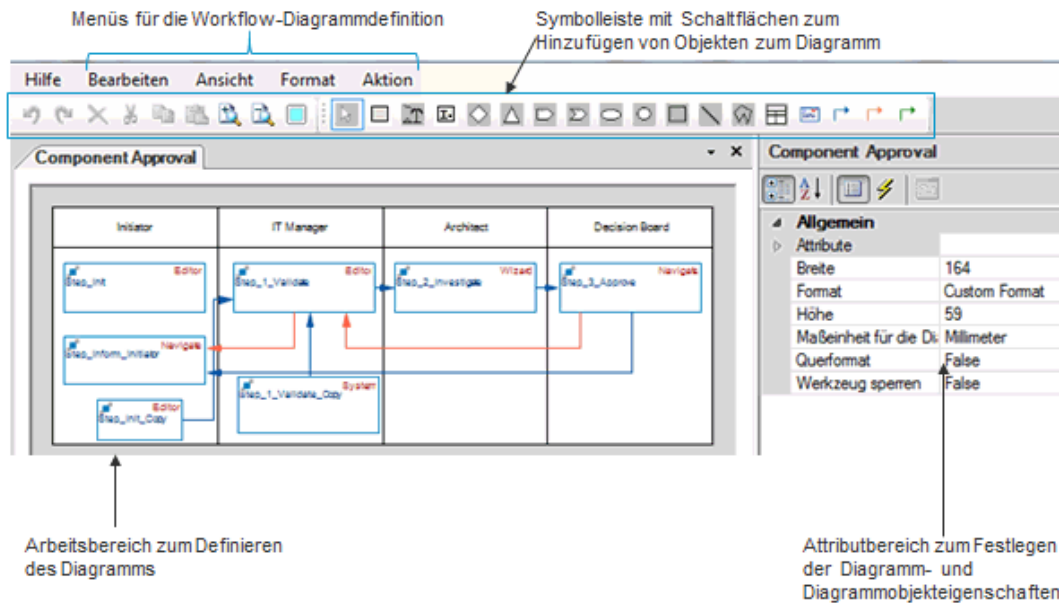 Menüs für die Workflow-Diagrammdefinition
Symbolleiste mit Schaltflächen zum
Hinzufügen von Objekten zum Diagramm
Hilfe Bearbeiten Ansicht Format Aktion
Component Approval
Component Approval
Initiator IT Manager Architect Decision Board
Editor
Step_Init
Editor
Step_1_Validate
Wizard
Step_2_Investigate
Navigate
Step_3_Approve
Navigate
Step_Inform_Initiator
System
Step_1_Validate_Copy
Editor
Step_Init_Copy
Allgemein
Attribute
Breite 164
Format Custom Format
Höhe 59
Maßeinheit für die Di Millimeter
Querformat False
Werkzeug sperren False
Arbeitsbereich zum Definieren
des Diagramms
Attributbereich zum Festlegen
der Diagramm- und
Diagrammobjekteigenschaften